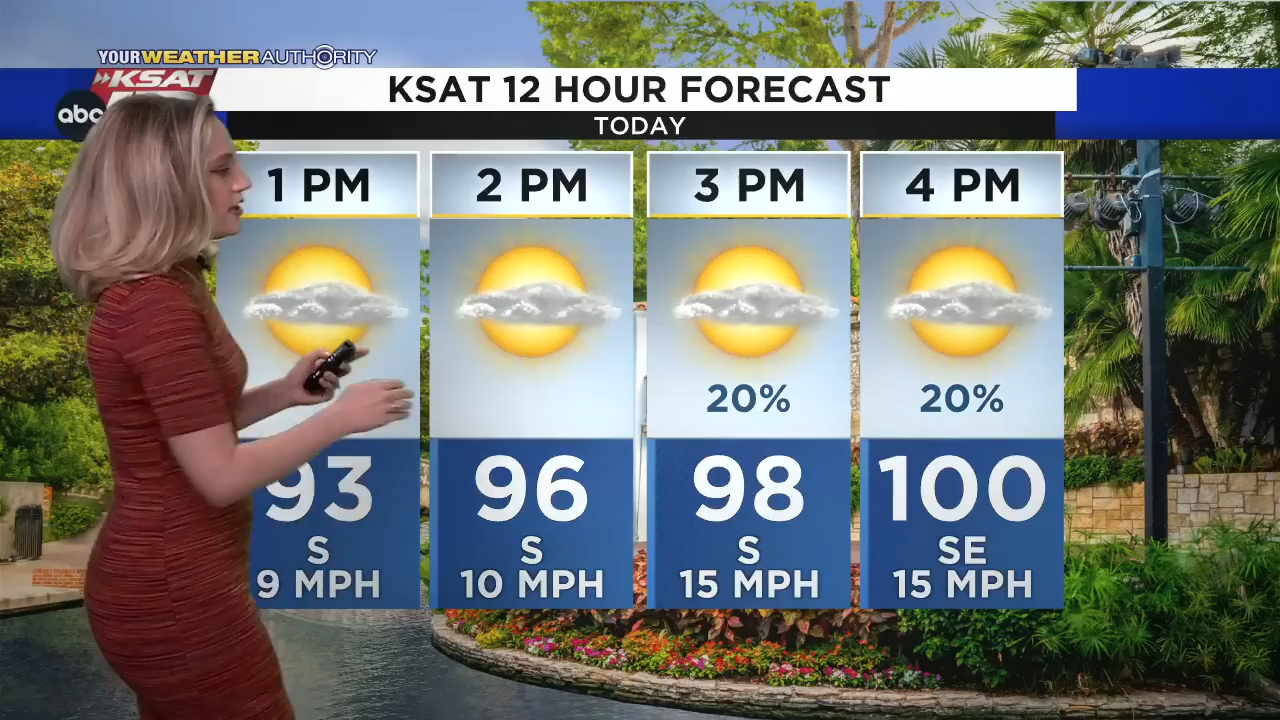 YOURWEATHERAUTHORITY
KSAT
abc
KSAT 12 HOUR FORECAST
TODAY
1 PM
2 PM
3 PM
4 PM
20%
20%
93
96
98
100
S
S
S
SE
9 MPH
10 MPH
15 MPH
15 MPH